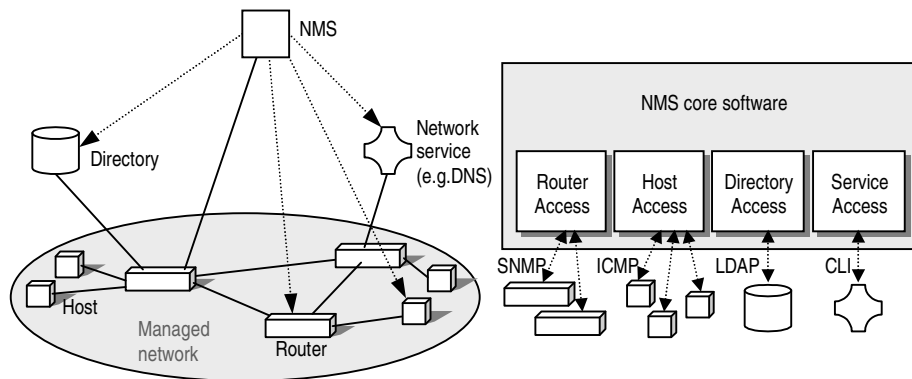 NMS
Directory
Network
service
(e.g.DNS)
Host
Managed
network
Router
NMS core software
Router
Access
Host
Access
Directory
Access
Service
Access
SNMP
ICMP
LDAP
CLI